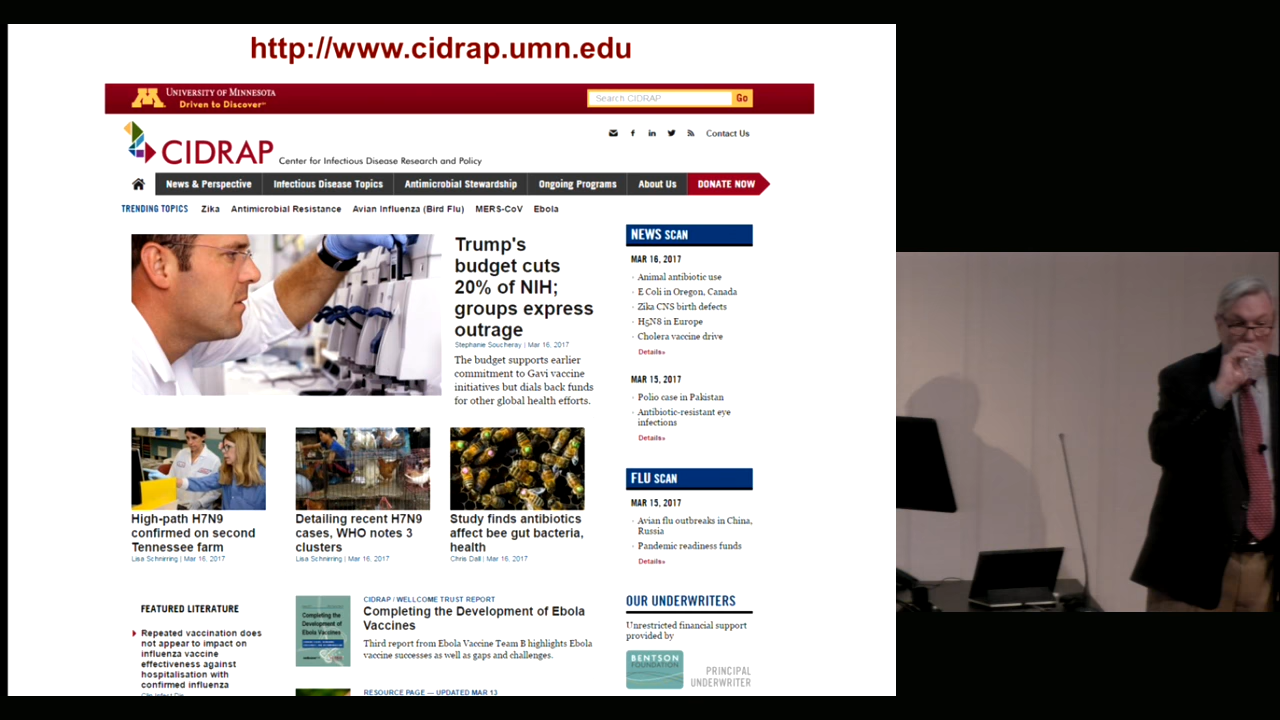 http://www.cidrap.umn.edu
UNIVERSITY OF MINNESOTA
Driven to Discover
Search CIDRAP
Go
CIDRAP
Center for Infectious Disease Research and Policy
Contact Us
News & Perspective
Infectious Disease Topics
Antimicrobial Stewardship
Ongoing Programs
About Us
DONATE NOW
TRENDING TOPICS
Zika
Antimicrobial Resistance
Avian Influenza (Bird Flu)
MERS-CoV
Ebola
Trump's
budget cuts
20% of NIH;
groups express
outrage
Stephanie Soucheray | Mar 16, 2017
The budget supports earlier
commitment to Gavi vaccine
initiatives but dials back funds
for other global health efforts.
High-path H7N9
confirmed on second
Tennessee farm
Lisa Schnirring | Mar 16, 2017
Detailing recent H7N9
cases, WHO notes 3
clusters
Lisa Schnirring | Mar 16, 2017
Study finds antibiotics
affect bee gut bacteria,
health
Chris Dall | Mar 16, 2017
FEATURED LITERATURE
Repeated vaccination does
not appear to impact on
influenza vaccine
effectiveness against
hospitalisation with
confirmed influenza
Completing the
Development of
Ebola Vaccines
CIDRAP / WELLCOME TRUST REPORT
Completing the Development of Ebola
Vaccines
Third report from Ebola Vaccine Team B highlights Ebola
vaccine successes as well as gaps and challenges.
RESOURCE PAGE — UPDATED MAR 13
NEWS SCAN
MAR 16, 2017
Animal antibiotic use
E Coli in Oregon, Canada
Zika CNS birth defects
H5N8 in Europe
Cholera vaccine drive
Details»
MAR 15, 2017
Polio case in Pakistan
Antibiotic-resistant eye
infections
Details»
FLU SCAN
MAR 15, 2017
Avian flu outbreaks in China,
Russia
Pandemic readiness funds
Details»
OUR UNDERWRITERS
Unrestricted financial support
provided by
BENTSON
FOUNDATION
PRINCIPAL
UNDERWRITER